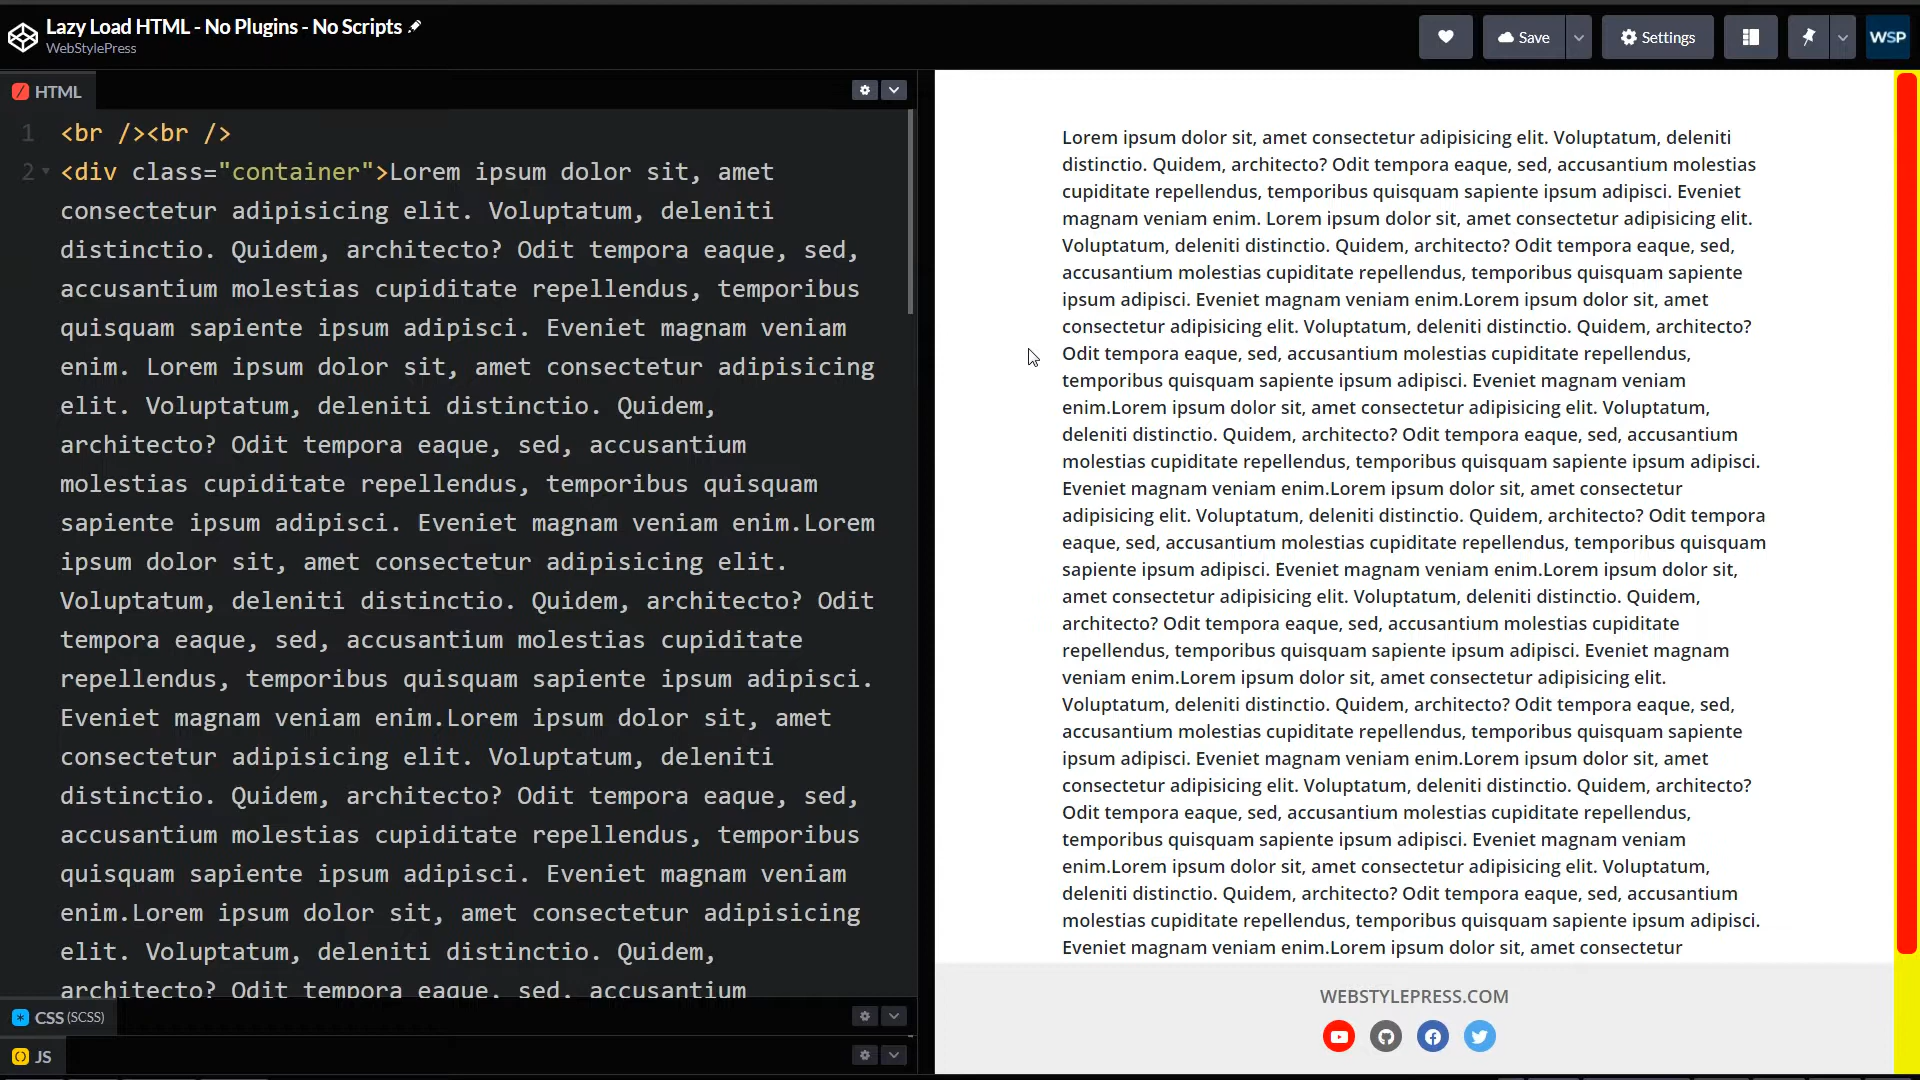 Lazy Load HTML - No Plugins - No Scripts
WebStylePress
Save
Settings
WSP
HTML
1 <br /><br />
2 <div class="container">Lorem ipsum dolor sit, amet
consectetur adipisicing elit. Voluptatum, deleniti
distinctio. Quidem, architecto? Odit tempora eaque, sed,
accusantium molestias cupiditate repellendus, temporibus
quisquam sapiente ipsum adipisci. Eveniet magnam veniam
enim. Lorem ipsum dolor sit, amet consectetur adipisicing
elit. Voluptatum, deleniti distinctio. Quidem,
architecto? Odit tempora eaque, sed, accusantium
molestias cupiditate repellendus, temporibus quisquam
sapiente ipsum adipisci. Eveniet magnam veniam enim.Lorem
ipsum dolor sit, amet consectetur adipisicing elit.
Voluptatum, deleniti distinctio. Quidem, architecto? Odit
tempora eaque, sed, accusantium molestias cupiditate
repellendus, temporibus quisquam sapiente ipsum adipisci.
Eveniet magnam veniam enim.Lorem ipsum dolor sit, amet
consectetur adipisicing elit. Voluptatum, deleniti
distinctio. Quidem, architecto? Odit tempora eaque, sed,
accusantium molestias cupiditate repellendus, temporibus
quisquam sapiente ipsum adipisci. Eveniet magnam veniam
enim.Lorem ipsum dolor sit, amet consectetur adipisicing
elit. Voluptatum, deleniti distinctio. Quidem,
architecto? Odit tempora eaque, sed, accusantium
CSS (SCSS)
JS
Lorem ipsum dolor sit, amet consectetur adipisicing elit. Voluptatum, deleniti
distinctio. Quidem, architecto? Odit tempora eaque, sed, accusantium molestias
cupiditate repellendus, temporibus quisquam sapiente ipsum adipisci. Eveniet
magnam veniam enim. Lorem ipsum dolor sit, amet consectetur adipisicing elit.
Voluptatum, deleniti distinctio. Quidem, architecto? Odit tempora eaque, sed,
accusantium molestias cupiditate repellendus, temporibus quisquam sapiente
ipsum adipisci. Eveniet magnam veniam enim.Lorem ipsum dolor sit, amet
consectetur adipisicing elit. Voluptatum, deleniti distinctio. Quidem, architecto?
Odit tempora eaque, sed, accusantium molestias cupiditate repellendus,
temporibus quisquam sapiente ipsum adipisci. Eveniet magnam veniam
enim.Lorem ipsum dolor sit, amet consectetur adipisicing elit. Voluptatum,
deleniti distinctio. Quidem, architecto? Odit tempora eaque, sed, accusantium
molestias cupiditate repellendus, temporibus quisquam sapiente ipsum adipisci.
Eveniet magnam veniam enim.Lorem ipsum dolor sit, amet consectetur
adipisicing elit. Voluptatum, deleniti distinctio. Quidem, architecto? Odit tempora
eaque, sed, accusantium molestias cupiditate repellendus, temporibus quisquam
sapiente ipsum adipisci. Eveniet magnam veniam enim.Lorem ipsum dolor sit,
amet consectetur adipisicing elit. Voluptatum, deleniti distinctio. Quidem,
architecto? Odit tempora eaque, sed, accusantium molestias cupiditate
repellendus, temporibus quisquam sapiente ipsum adipisci. Eveniet magnam
veniam enim.Lorem ipsum dolor sit, amet consectetur adipisicing elit.
Voluptatum, deleniti distinctio. Quidem, architecto? Odit tempora eaque, sed,
accusantium molestias cupiditate repellendus, temporibus quisquam sapiente
ipsum adipisci. Eveniet magnam veniam enim.Lorem ipsum dolor sit, amet
consectetur adipisicing elit. Voluptatum, deleniti distinctio. Quidem, architecto?
Odit tempora eaque, sed, accusantium molestias cupiditate repellendus,
temporibus quisquam sapiente ipsum adipisci. Eveniet magnam veniam
enim.Lorem ipsum dolor sit, amet consectetur adipisicing elit. Voluptatum,
deleniti distinctio. Quidem, architecto? Odit tempora eaque, sed, accusantium
molestias cupiditate repellendus, temporibus quisquam sapiente ipsum adipisci.
Eveniet magnam veniam enim.Lorem ipsum dolor sit, amet consectetur
WEBSTYLEPRESS.COM